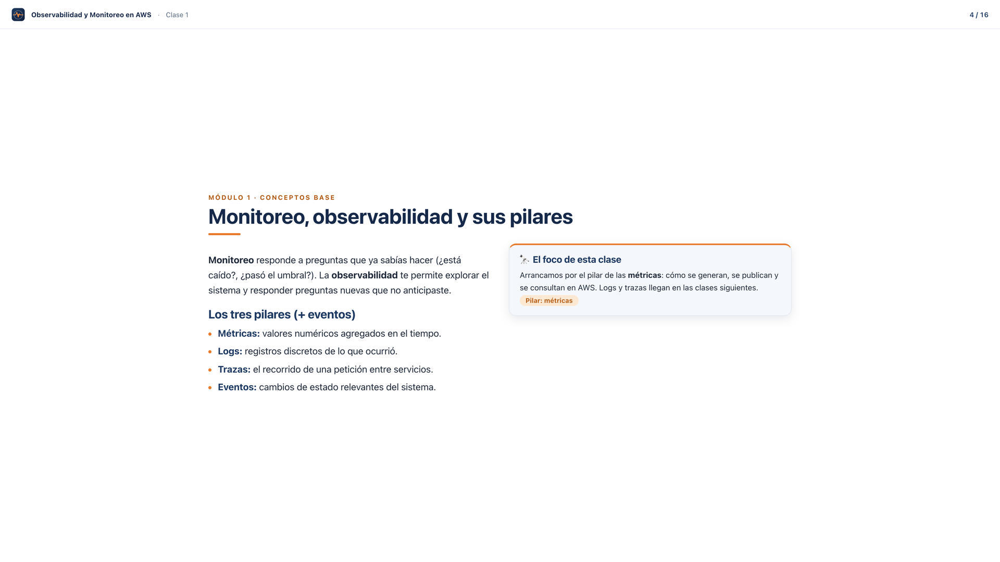 Observabilidad y Monitoreo en AWS · Clase 1
4 / 16
MÓDULO 1 · CONCEPTOS BASE
Monitoreo, observabilidad y sus pilares
Monitoreo responde a preguntas que ya sabías hacer (¿está
caído?, ¿pasó el umbral?). La observabilidad te permite explorar el
sistema y responder preguntas nuevas que no anticipaste.
Los tres pilares (+ eventos)
Métricas: valores numéricos agregados en el tiempo.
Logs: registros discretos de lo que ocurrió.
Trazas: el recorrido de una petición entre servicios.
Eventos: cambios de estado relevantes del sistema.
El foco de esta clase
Arrancamos por el pilar de las métricas: cómo se generan, se publican y
se consultan en AWS. Logs y trazas llegan en las clases siguientes.
Pilar: métricas